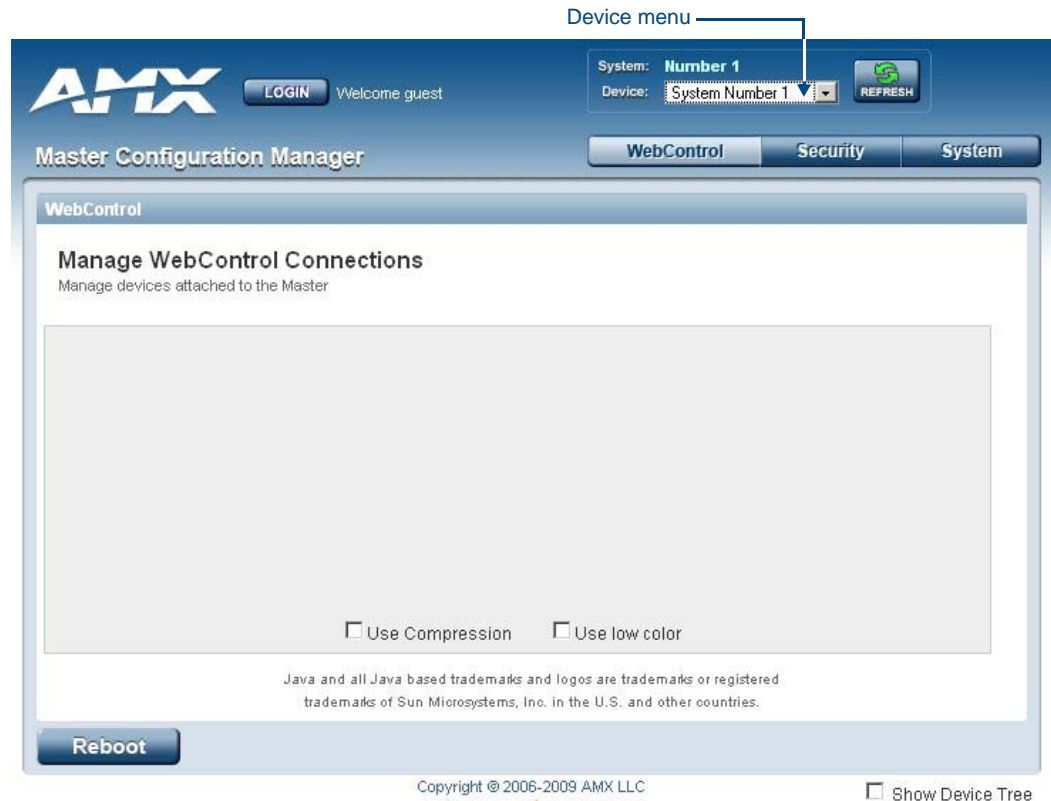 Device menu
AMX
LOGIN Welcome guest
System: Number 1
Device: System Number 1
REFRESH
Master Configuration Manager
WebControl Security System
WebControl
Manage WebControl Connections
Manage devices attached to the Master
Use Compression Use low color
Java and all Java based trademarks and logos are trademarks or registered
trademarks of Sun Microsystems, Inc. in the U.S. and other countries.
Reboot
Copyright © 2006-2009 AMX LLC
Show Device Tree